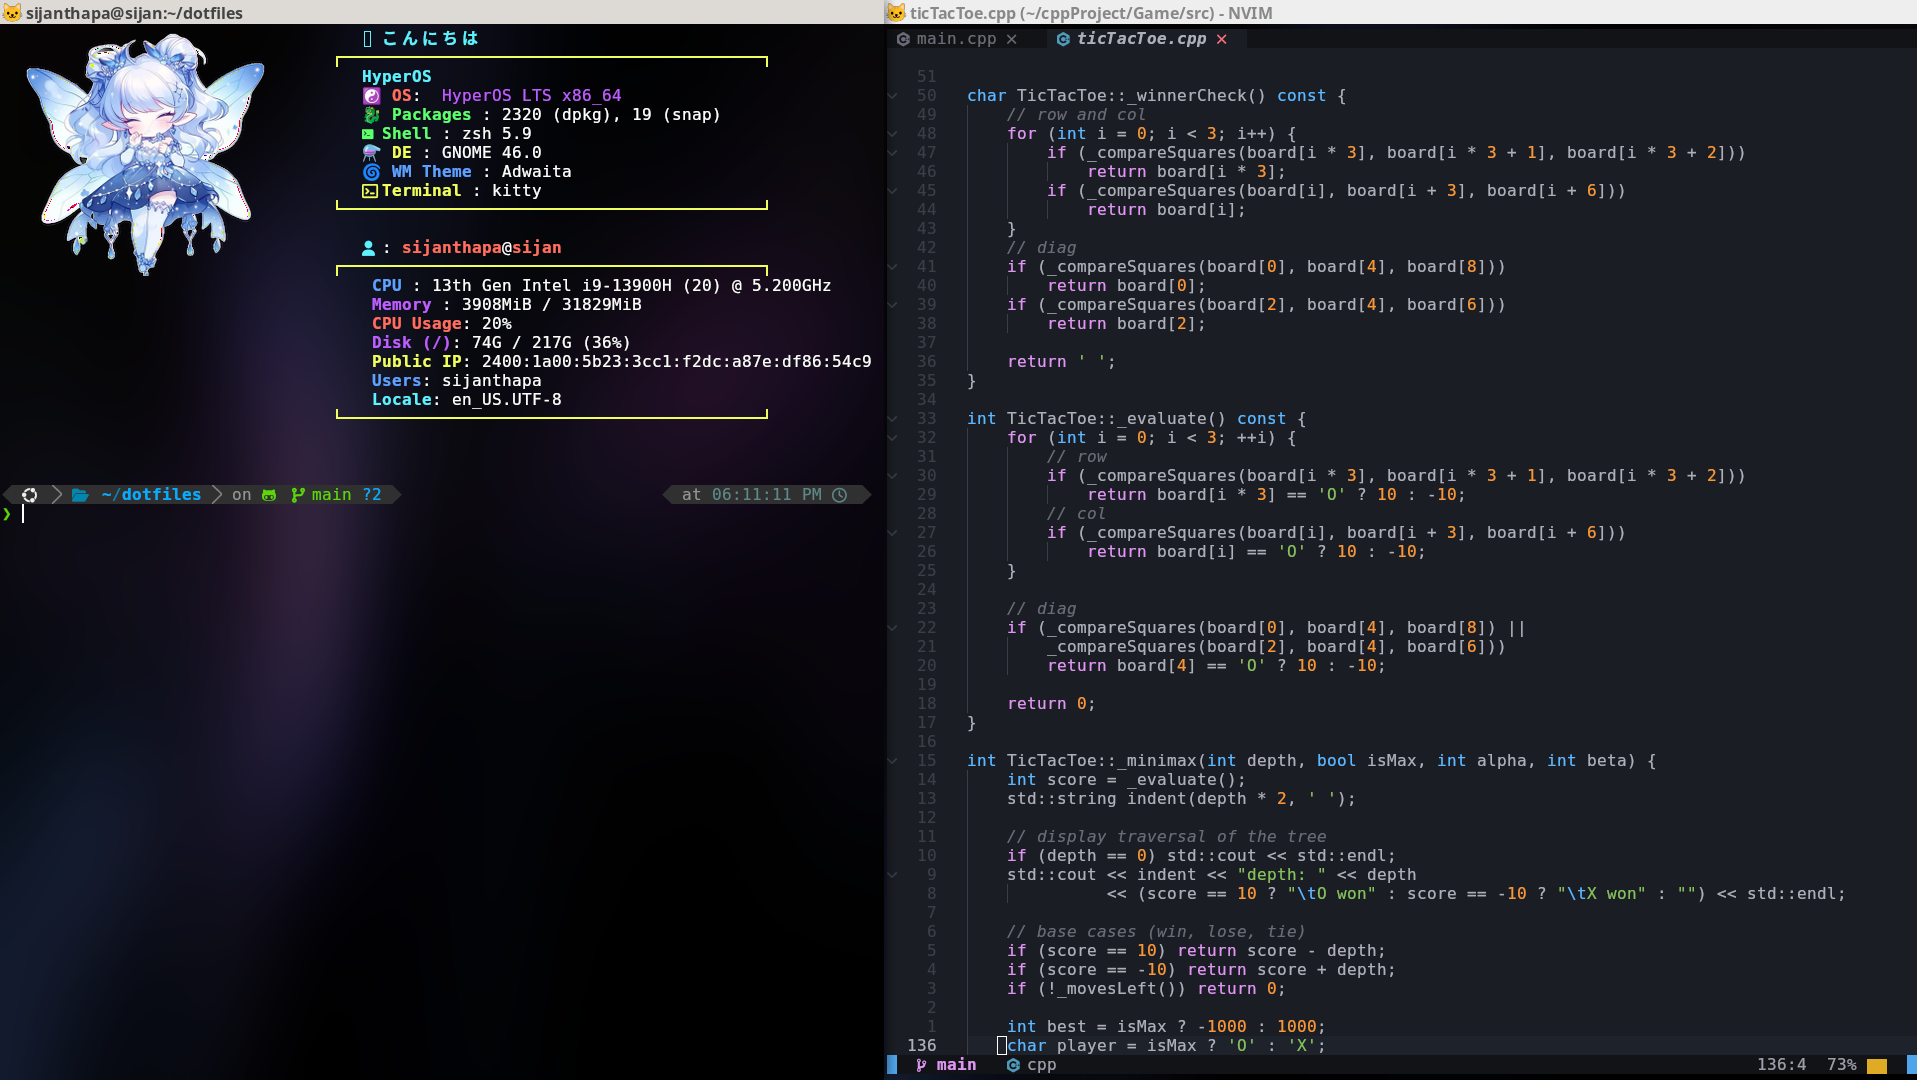 sijanthapa@sijan:~/dotfiles
こんにちは
HyperOS
OS: HyperOS LTS x86_64
Packages : 2320 (dpkg), 19 (snap)
Shell : zsh 5.9
DE : GNOME 46.0
WM Theme : Adwaita
Terminal : kitty
: sijanthapa@sijan
CPU : 13th Gen Intel i9-13900H (20) @ 5.200GHz
Memory : 3908MiB / 31829MiB
CPU Usage: 20%
Disk (/): 74G / 217G (36%)
Public IP: 2400:1a00:5b23:3cc1:f2dc:a87e:df86:54c9
Users: sijanthapa
Locale: en_US.UTF-8
~/dotfiles on main ?2 at 06:11:11 PM
❯
ticTacToe.cpp (~/cppProject/Game/src) - NVIM
main.cpp × ticTacToe.cpp ×
51
50 char TicTacToe::_winnerCheck() const {
49 // row and col
48 for (int i = 0; i < 3; i++) {
47 if (_compareSquares(board[i * 3], board[i * 3 + 1], board[i * 3 + 2]))
46 return board[i * 3];
45 if (_compareSquares(board[i], board[i + 3], board[i + 6]))
44 return board[i];
43 }
42 // diag
41 if (_compareSquares(board[0], board[4], board[8]))
40 return board[0];
39 if (_compareSquares(board[2], board[4], board[6]))
38 return board[2];
37
36 return ' ';
35 }
34
33 int TicTacToe::_evaluate() const {
32 for (int i = 0; i < 3; ++i) {
31 // row
30 if (_compareSquares(board[i * 3], board[i * 3 + 1], board[i * 3 + 2]))
29 return board[i * 3] == 'O' ? 10 : -10;
28 // col
27 if (_compareSquares(board[i], board[i + 3], board[i + 6]))
26 return board[i] == 'O' ? 10 : -10;
25 }
24
23 // diag
22 if (_compareSquares(board[0], board[4], board[8]) ||
21 _compareSquares(board[2], board[4], board[6]))
20 return board[4] == 'O' ? 10 : -10;
19
18 return 0;
17 }
16
15 int TicTacToe::_minimax(int depth, bool isMax, int alpha, int beta) {
14 int score = _evaluate();
13 std::string indent(depth * 2, ' ');
12
11 // display traversal of the tree
10 if (depth == 0) std::cout << std::endl;
9 std::cout << indent << "depth: " << depth
8 << (score == 10 ? "\tO won" : score == -10 ? "\tX won" : "") << std::endl;
7
6 // base cases (win, lose, tie)
5 if (score == 10) return score - depth;
4 if (score == -10) return score + depth;
3 if (!_movesLeft()) return 0;
2
1 int best = isMax ? -1000 : 1000;
136 char player = isMax ? 'O' : 'X';
main cpp 136:4 73%